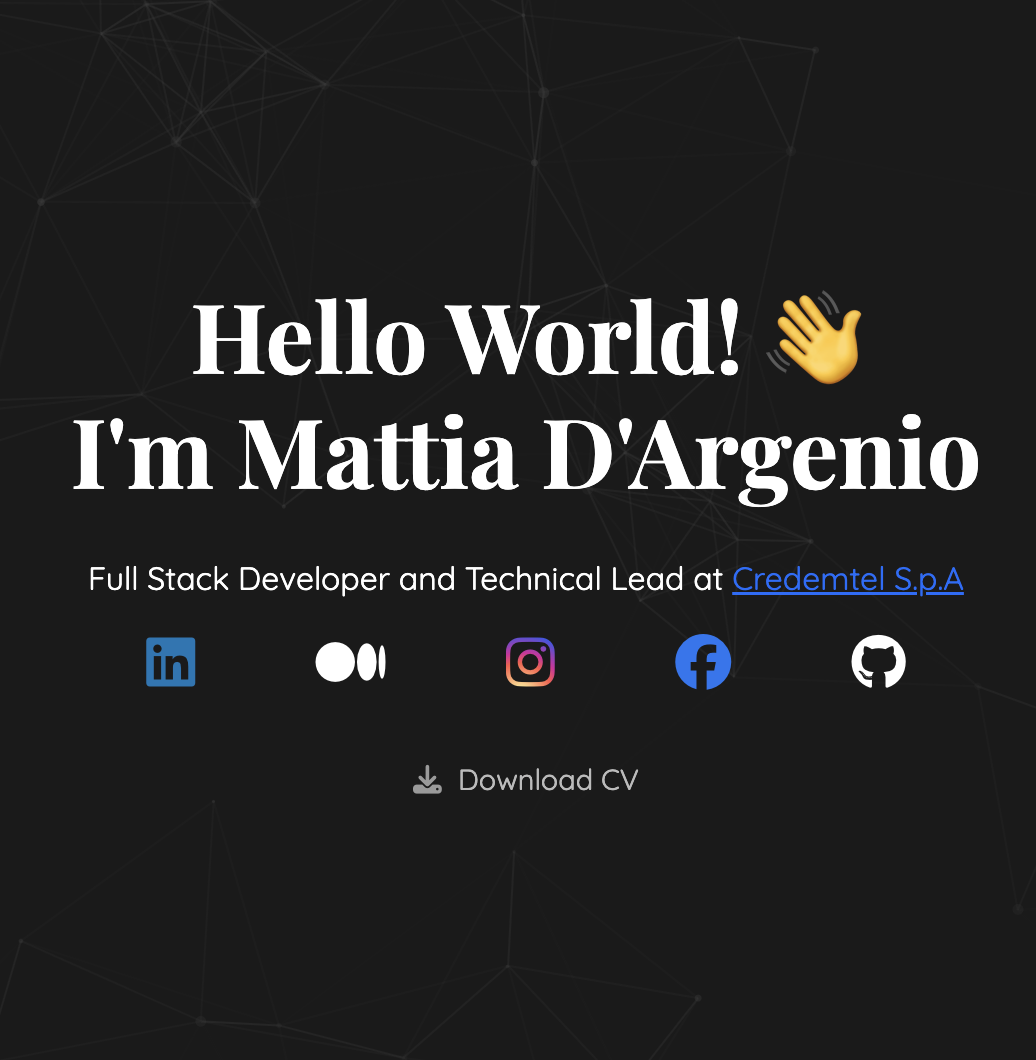 Hello World! 👋
I'm Mattia D'Argenio
Full Stack Developer and Technical Lead at Credemtel S.p.A
in
Download CV